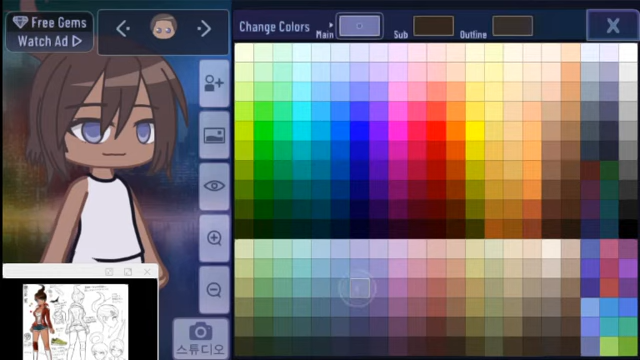 Free Gems
Watch Ad
Change Colors
Main
Sub
Outline
X
스튜디오